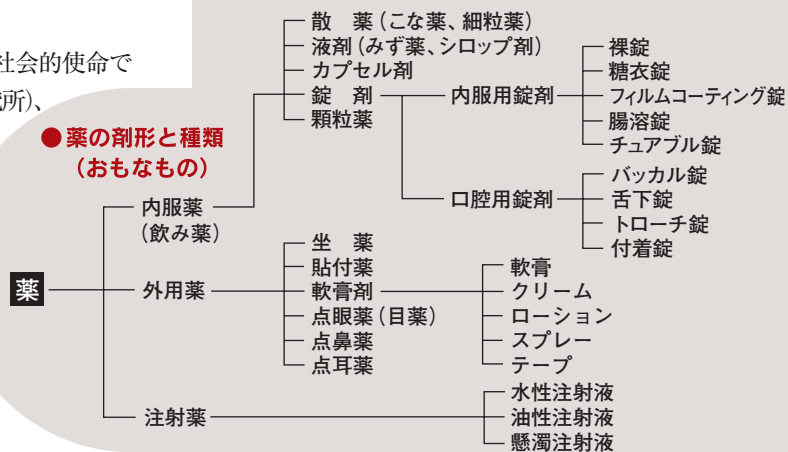 社会的使命で
所)、
●薬の剤形と種類
(おもなもの)
薬
内服薬
(飲み薬)
散 薬(こな薬、細粒薬)
液剤(みず薬、シロップ剤)
カプセル剤
錠 剤
顆粒薬
内服用錠剤
裸錠
糖衣錠
フィルムコーティング錠
腸溶錠
チュアブル錠
口腔用錠剤
バッカル錠
舌下錠
トローチ錠
付着錠
外用薬
坐 薬
貼付薬
軟膏剤
点眼薬(目薬)
点鼻薬
点耳薬
軟膏
クリーム
ローション
スプレー
テープ
注射薬
水性注射液
油性注射液
懸濁注射液